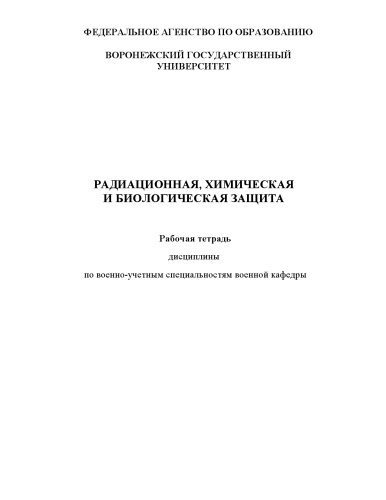 ФЕДЕРАЛЬНОЕ АГЕНСТВО ПО ОБРАЗОВАНИЮ
ВОРОНЕЖСКИЙ ГОСУДАРСТВЕННЫЙ
УНИВЕРСИТЕТ
РАДИАЦИОННАЯ, ХИМИЧЕСКАЯ
И БИОЛОГИЧЕСКАЯ ЗАЩИТА
Рабочая тетрадь
дисциплины
по военно-учетным специальностям военной кафедры